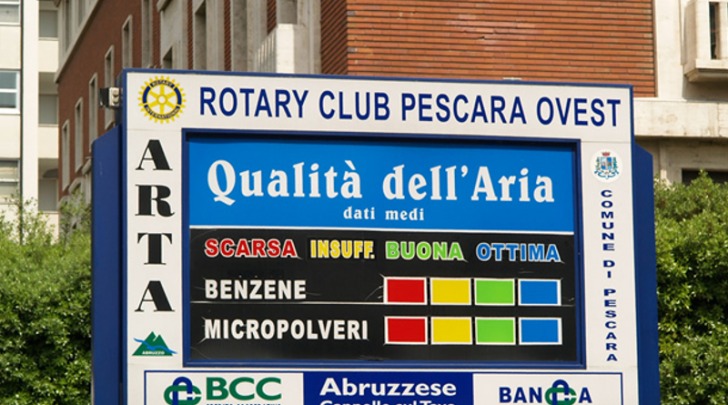 ROTARY CLUB PESCARA OVEST
ARTA
ABRUZZO
Qualità dell'Aria
dati medi
SCARSA INSUFF. BUONA OTTIMA
BENZENE
MICROPOLVERI
COMUNE DI PESCARA
BCC
Abruzzese
BANCA